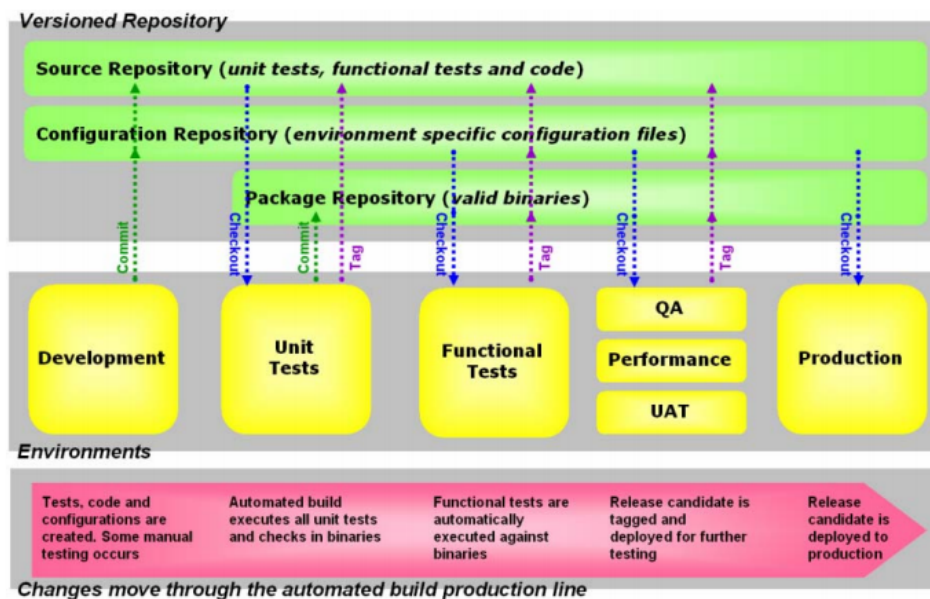 Versioned Repository
Source Repository (unit tests, functional tests and code)
Configuration Repository (environment specific configuration files)
Package Repository (valid binaries)
Commit
Checkout
Commit
Tag
Checkout
Tag
Checkout
Tag
Checkout
Development
Unit
Tests
Functional
Tests
QA
Performance
UAT
Production
Environments
Tests, code and
configurations are
created. Some manual
testing occurs
Automated build
executes all unit tests
and checks in binaries
Functional tests are
automatically
executed against
binaries
Release candidate is
tagged and
deployed for further
testing
Release
candidate is
deployed to
production
Changes move through the automated build production line